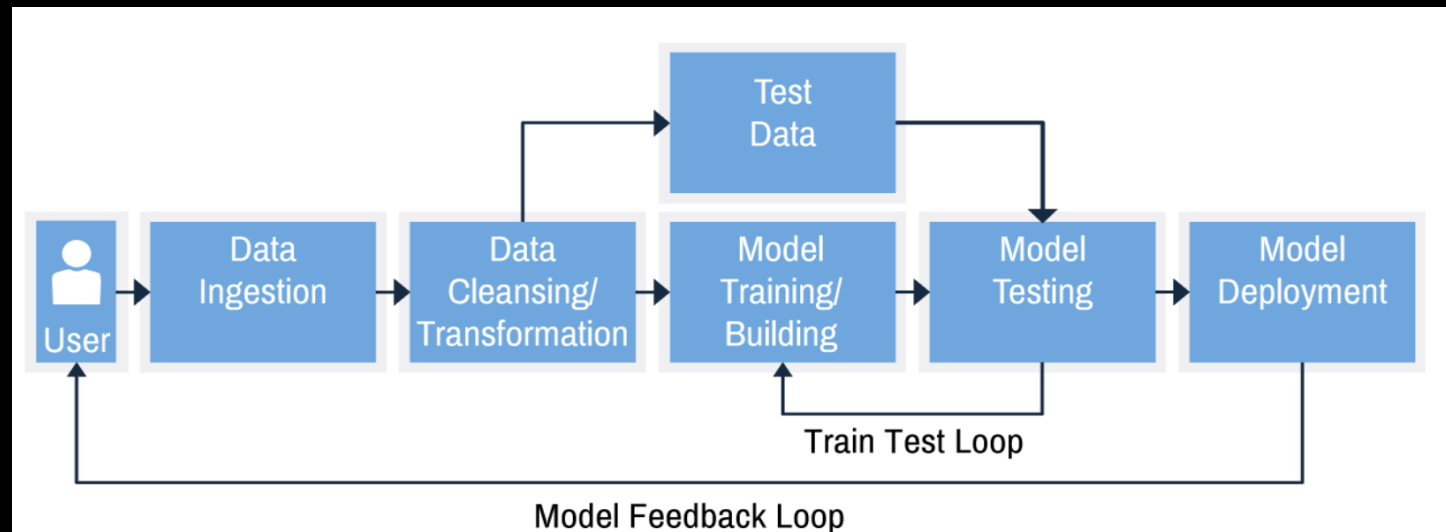 Test
Data
User
Data
Ingestion
Data
Cleansing/
Transformation
Model
Training/
Building
Model
Testing
Model
Deployment
Train Test Loop
Model Feedback Loop